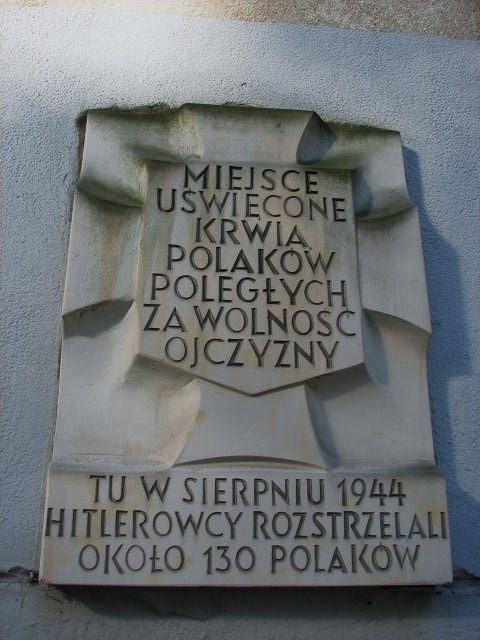 MIEJSCE
UŚWIĘCONE
KRWIĄ
POLAKÓW
POLEGŁYCH
ZA WOLNOŚĆ
OJCZYZNY
TU W SIERPNIU 1944
HITLEROWCY ROZSTRZELALI
OKOŁO 130 POLAKÓW